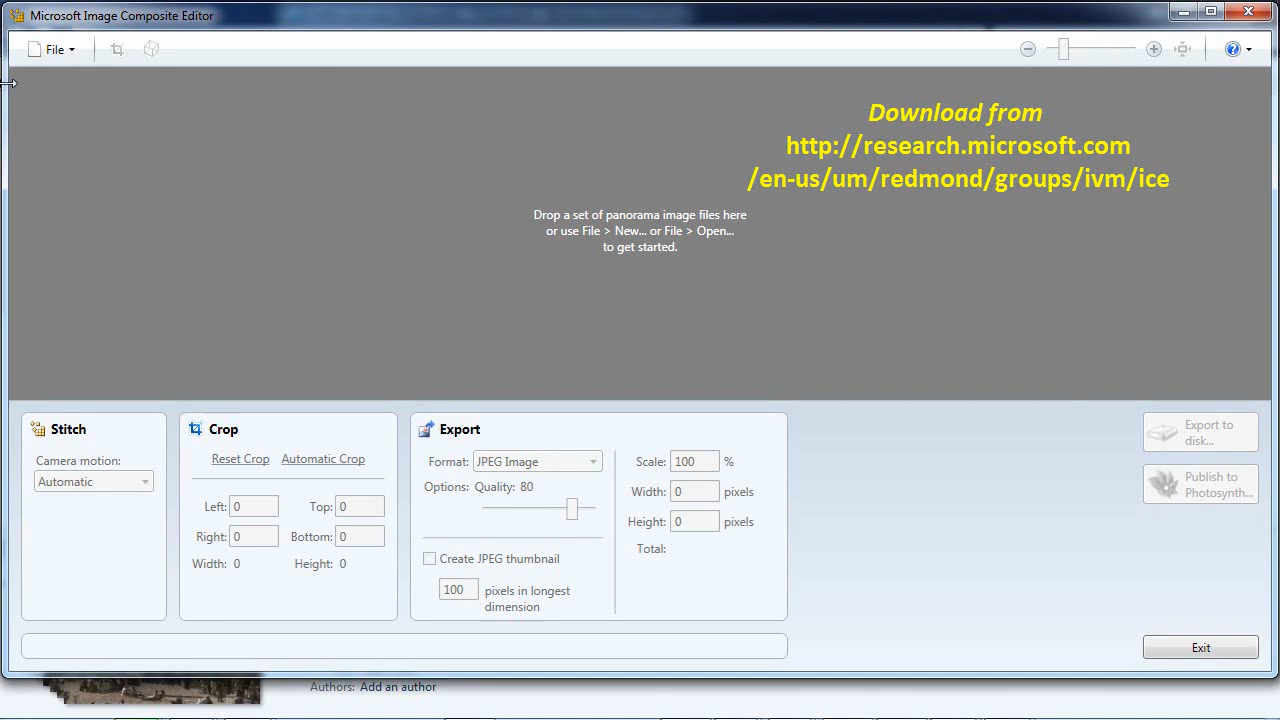 Microsoft Image Composite Editor
File
Download from
http://research.microsoft.com
/en-us/um/redmond/groups/ivm/ice
Drop a set of panorama image files here
or use File > New... or File > Open...
to get started.
Stitch
Camera motion:
Automatic
Crop
Reset Crop Automatic Crop
Left: 0 Top: 0
Right: 0 Bottom: 0
Width: 0 Height: 0
Export
Format: JPEG Image
Options: Quality: 80
Create JPEG thumbnail
100 pixels in longest
dimension
Scale: 100 %
Width: 0 pixels
Height: 0 pixels
Total:
Export to
disk...
Publish to
Photosynth...
Exit
Authors: Add an author